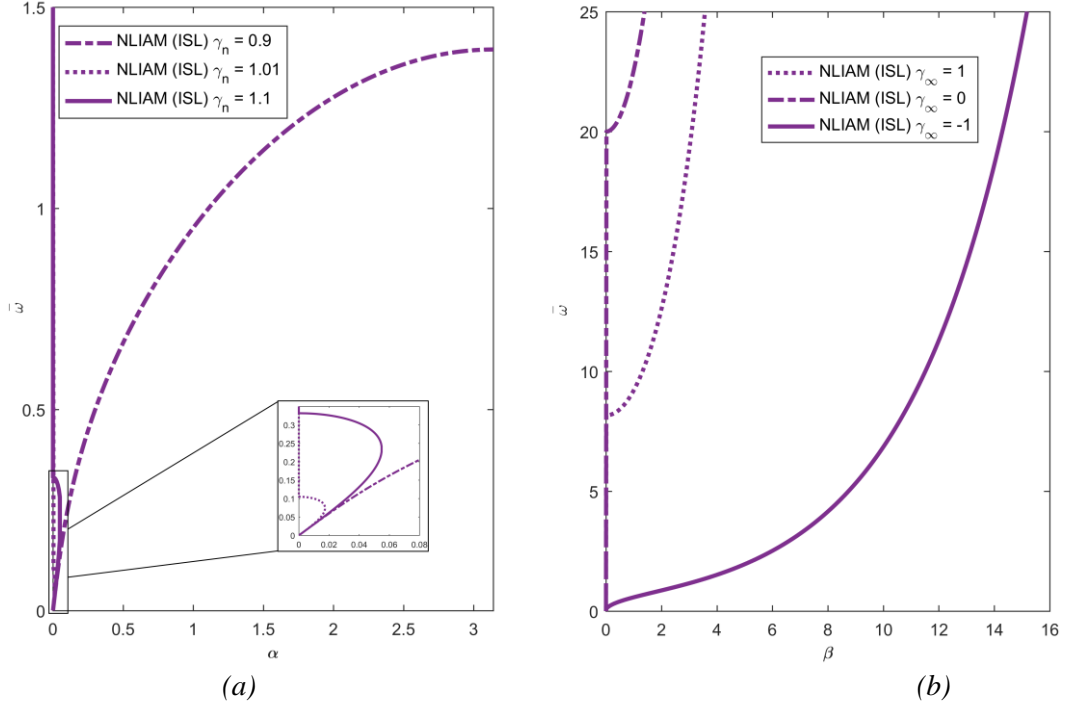 1.5
NLIAM (ISL) γn = 0.9
NLIAM (ISL) γn = 1.01
NLIAM (ISL) γn = 1.1
1
ω̄
0.5
0
0.3
0.25
0.2
0.15
0.1
0.05
0
0 0.02 0.04 0.06 0.08
0 0.5 1 1.5 2 2.5 3
α
(a)
25
NLIAM (ISL) γ∞ = 1
NLIAM (ISL) γ∞ = 0
NLIAM (ISL) γ∞ = -1
20
15
ω̄
10
5
0
0 2 4 6 8 10 12 14 16
β
(b)